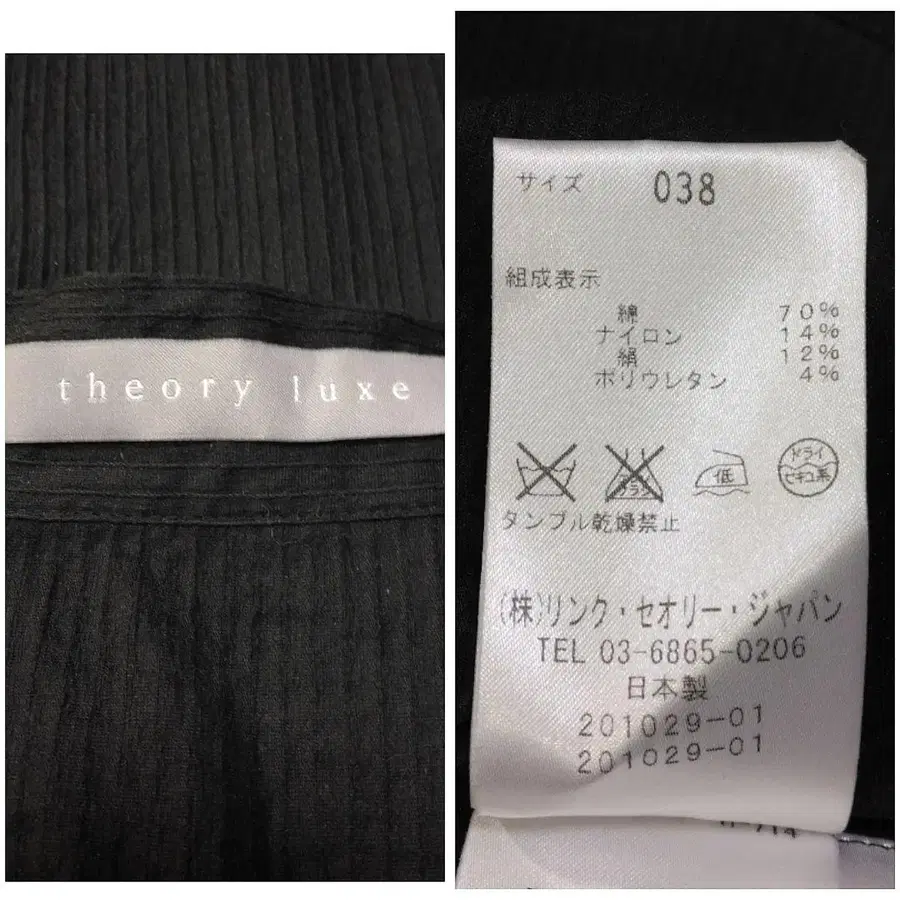 theory luxe
サイズ 038
組成表示
綿 70%
ナイロン 14%
絹 12%
ポリウレタン 4%
低
ドライ
セキユ系
タンブル乾燥禁止
(株)リンク・セオリー・ジャパン
TEL 03-6865-0206
日本製
201029-01
201029-01